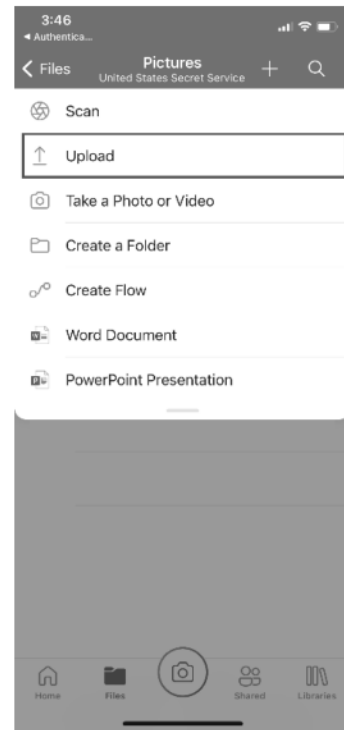 3:46
◀ Authentica...
Files
Pictures
United States Secret Service
Scan
Upload
Take a Photo or Video
Create a Folder
Create Flow
Word Document
PowerPoint Presentation
Home
Files
Shared
Libraries